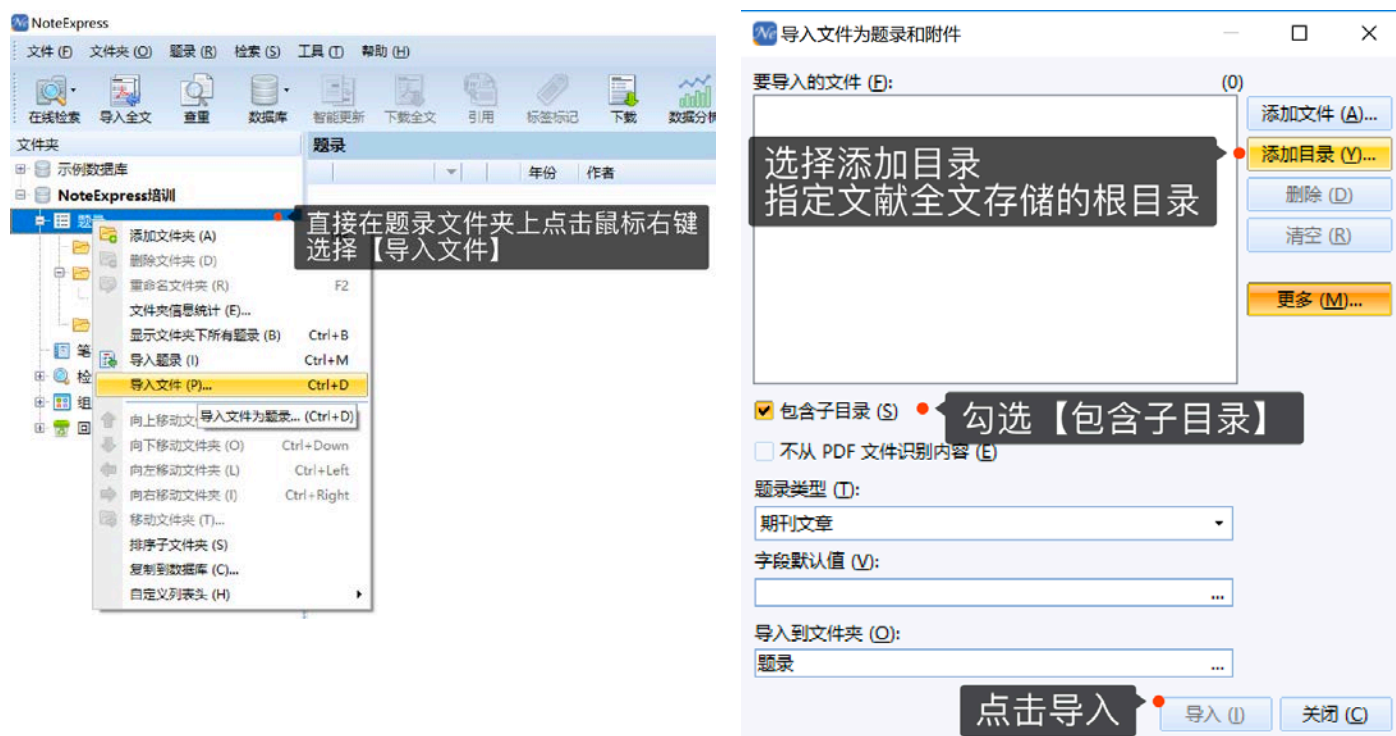 NoteExpress
文件 (F) 文件夹 (O) 题录 (R) 检索 (S) 工具 (T) 帮助 (H)
在线检索 导入全文 查重 数据库 智能更新 下载全文 引用 标签标记 下载 数据分析
文件夹
示例数据库
NoteExpress培训
题录
笔
检
组
回
题录
年份 作者
直接在题录文件夹上点击鼠标右键
选择【导入文件】
添加文件夹 (A)
删除文件夹 (D)
重命名文件夹 (R) F2
文件夹信息统计 (E)...
显示文件夹下所有题录 (B) Ctrl+B
导入题录 (I) Ctrl+M
导入文件 (P)... Ctrl+D
导入文件为题录... (Ctrl+D)
向上移动文
向下移动文件夹 (O) Ctrl+Down
向左移动文件夹 (L) Ctrl+Left
向右移动文件夹 (I) Ctrl+Right
移动文件夹 (T)...
排序子文件夹 (S)
复制到数据库 (C)...
自定义列表头 (H)
导入文件为题录和附件
要导入的文件 (F): (0)
添加文件 (A)...
添加目录 (Y)...
删除 (D)
清空 (R)
更多 (M)...
选择添加目录
指定文献全文存储的根目录
包含子目录 (S)
勾选【包含子目录】
不从 PDF 文件识别内容 (E)
题录类型 (T):
期刊文章
字段默认值 (V):
...
导入到文件夹 (O):
题录 ...
点击导入
导入 (I) 关闭 (C)